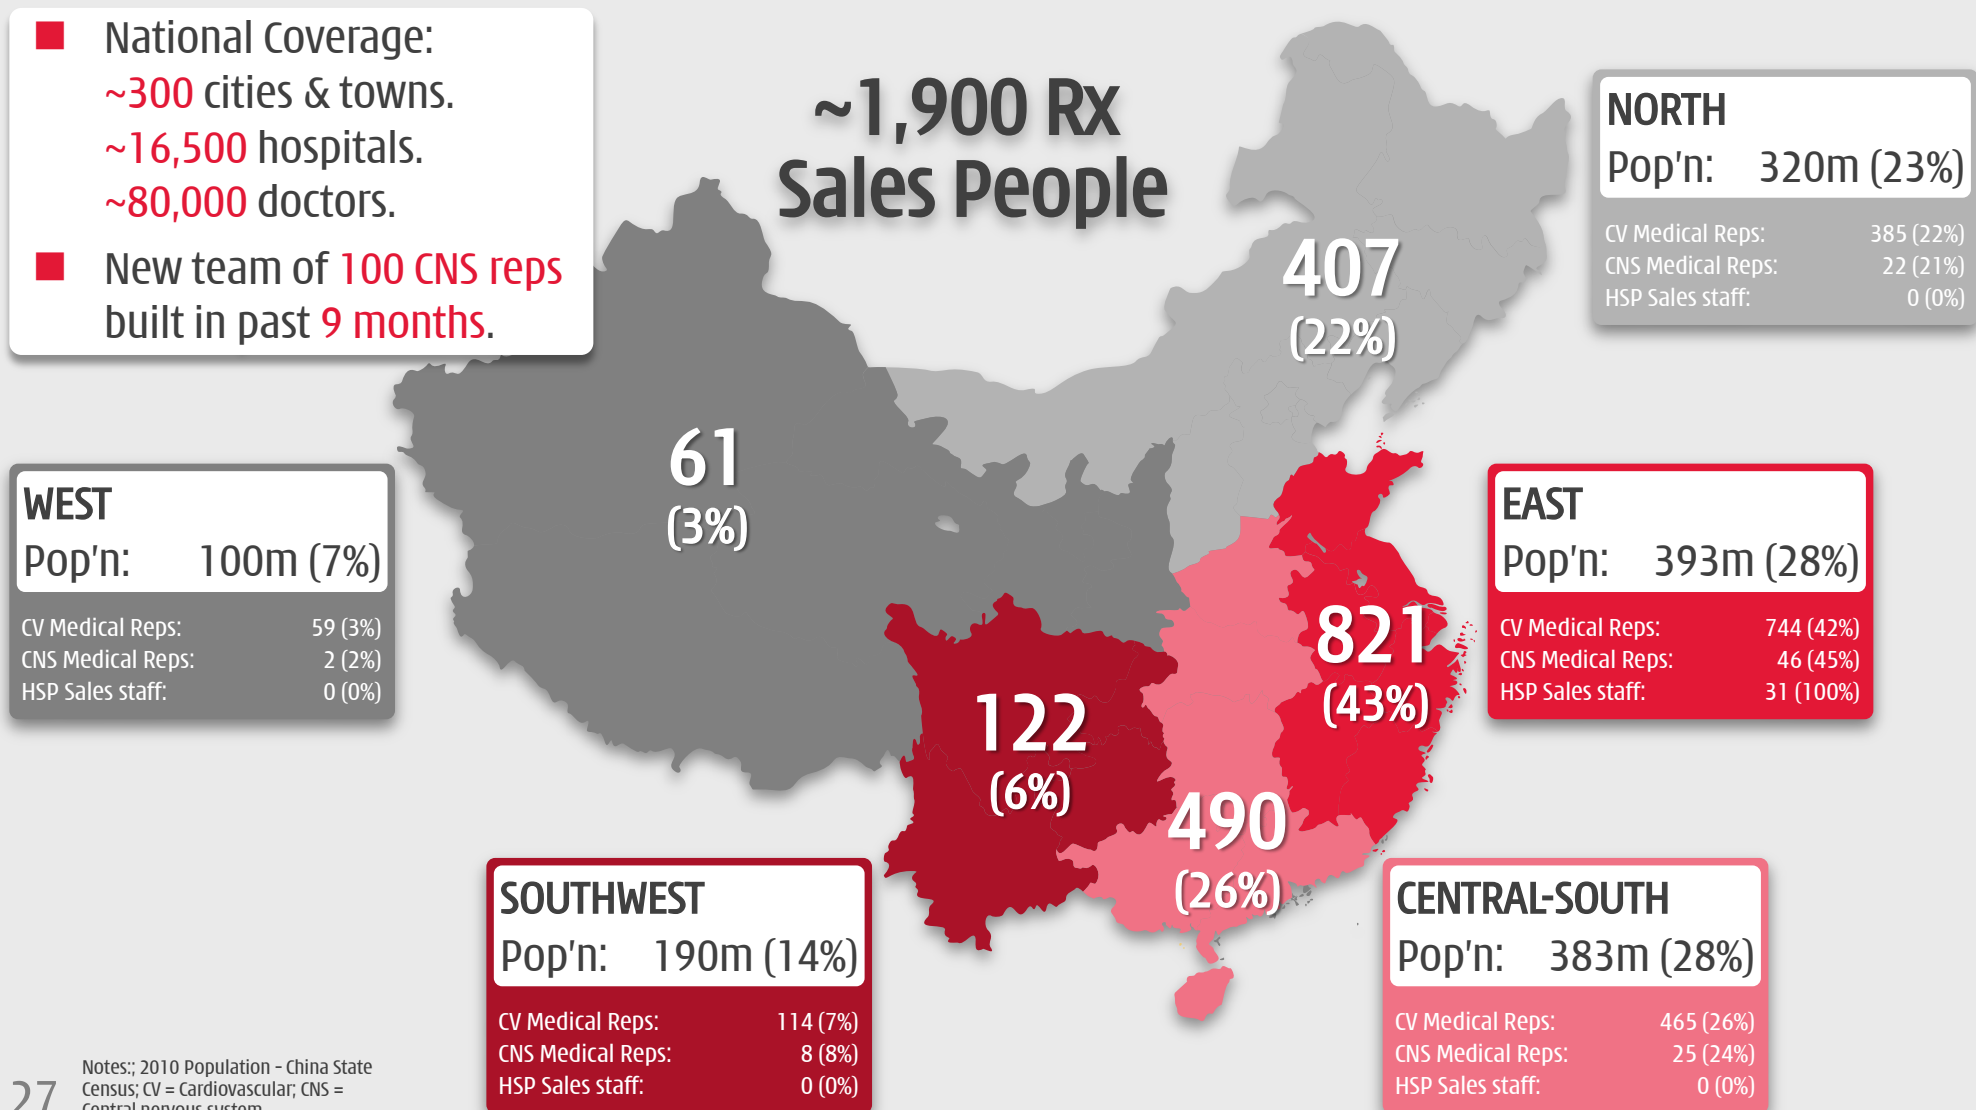 National Coverage:
~300 cities & towns.
~16,500 hospitals.
~80,000 doctors.
New team of 100 CNS reps
built in past 9 months.
~1,900 Rx
Sales People
NORTH
Pop'n: 320m (23%)
CV Medical Reps: 385 (22%)
CNS Medical Reps: 22 (21%)
HSP Sales staff: 0 (0%)
407
(22%)
61
(3%)
WEST
Pop'n: 100m (7%)
CV Medical Reps: 59 (3%)
CNS Medical Reps: 2 (2%)
HSP Sales staff: 0 (0%)
EAST
Pop'n: 393m (28%)
CV Medical Reps: 744 (42%)
CNS Medical Reps: 46 (45%)
HSP Sales staff: 31 (100%)
821
(43%)
122
(6%)
490
(26%)
SOUTHWEST
Pop'n: 190m (14%)
CV Medical Reps: 114 (7%)
CNS Medical Reps: 8 (8%)
HSP Sales staff: 0 (0%)
CENTRAL-SOUTH
Pop'n: 383m (28%)
CV Medical Reps: 465 (26%)
CNS Medical Reps: 25 (24%)
HSP Sales staff: 0 (0%)
27
Notes:; 2010 Population – China State
Census; CV = Cardiovascular; CNS =
Central nervous system